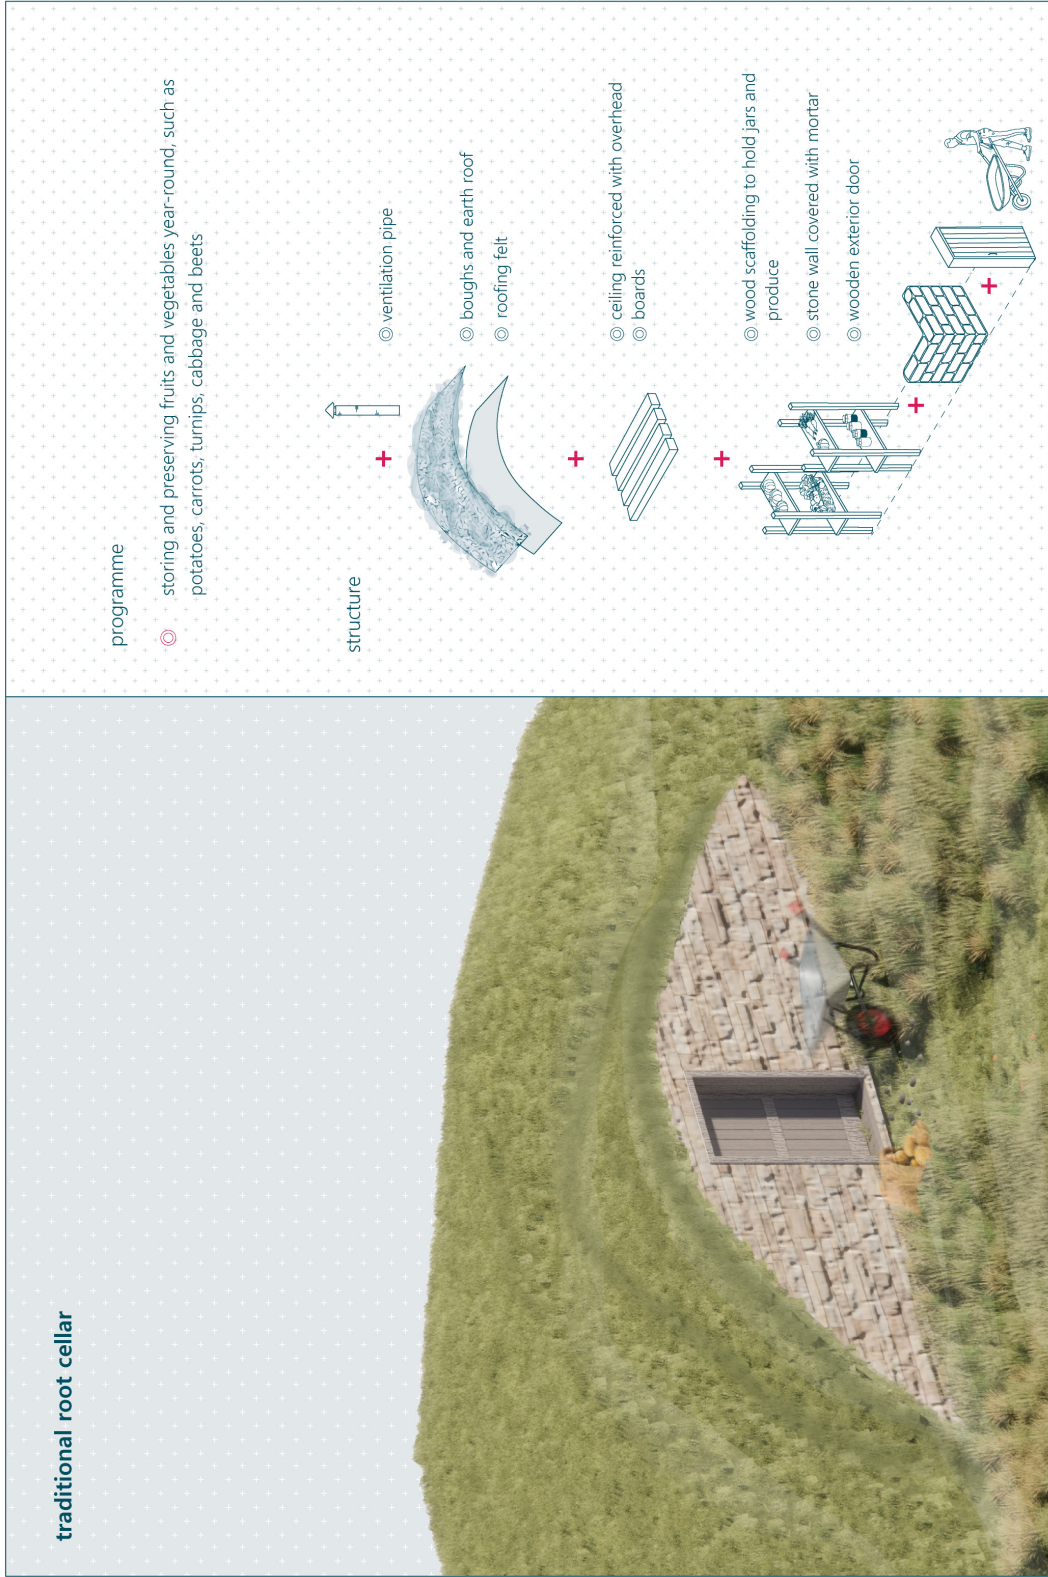 traditional root cellar
programme
storing and preserving fruits and vegetables year-round, such as
potatoes, carrots, turnips, cabbage and beets
structure
ventilation pipe
boughs and earth roof
roofing felt
ceiling reinforced with overhead
boards
wood scaffolding to hold jars and
produce
stone wall covered with mortar
wooden exterior door